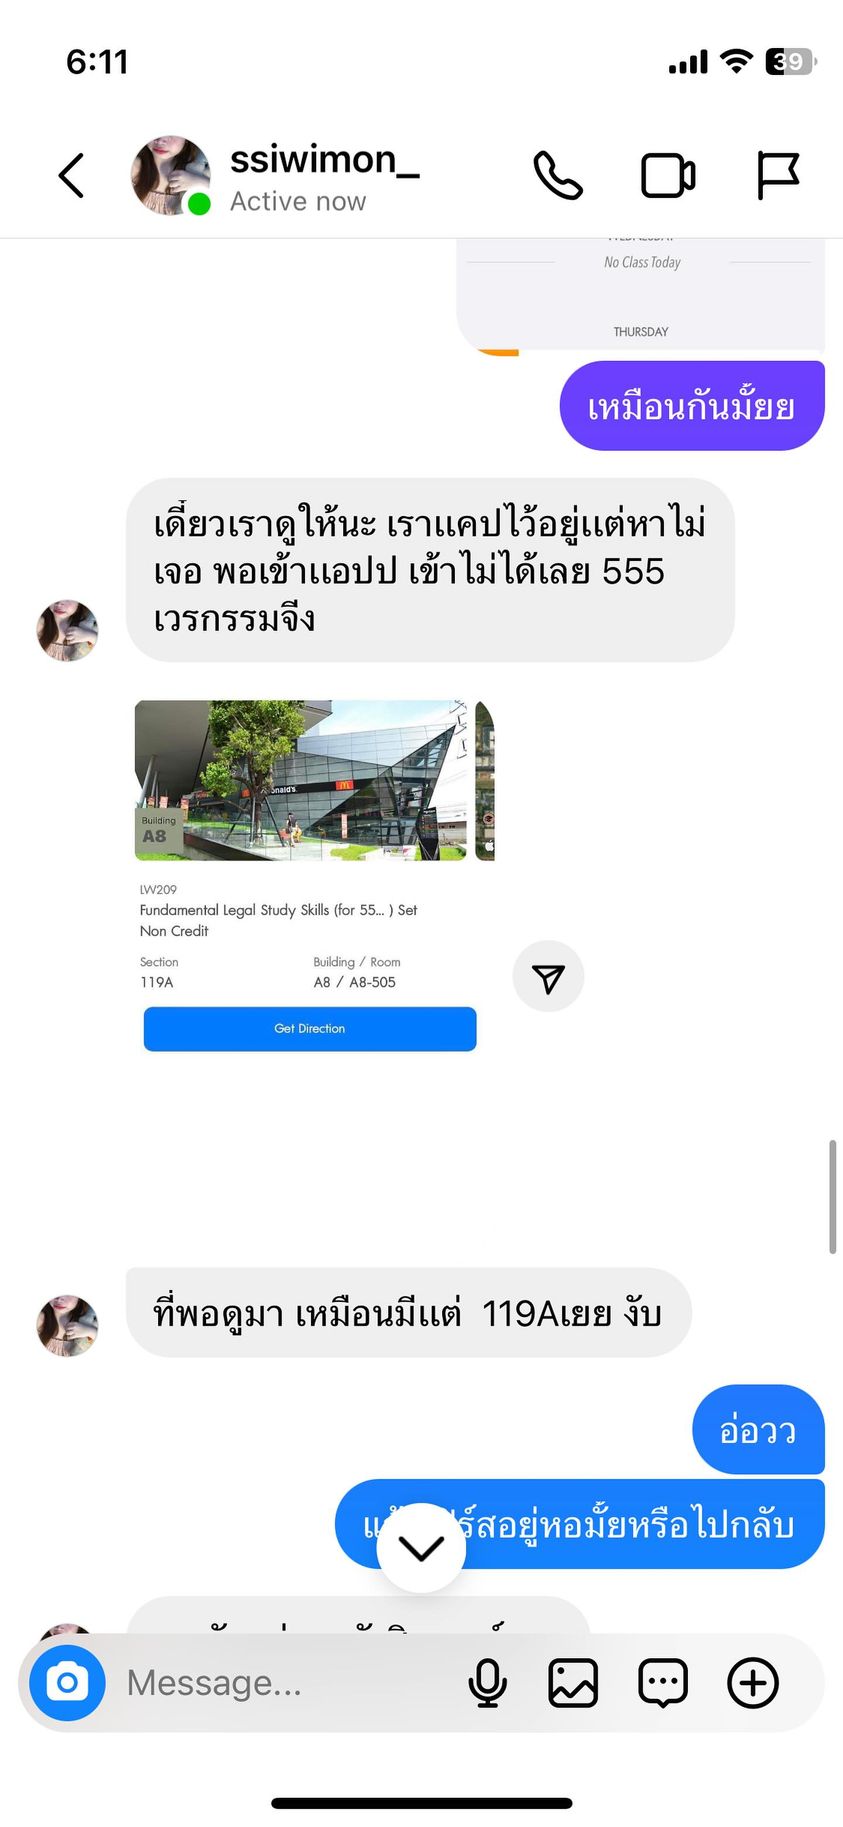 6:11
39
ssiwimon_
Active now
WEDNESDAY
No Class Today
THURSDAY
เหมือนกันมั้ยย
เดี๋ยวเราดูให้นะ เราแคปไว้อยู่แต่หาไม่
เจอ พอเข้าแอปป เข้าไม่ได้เลย 555
เวรกรรมจีง
Building
A8
LW209
Fundamental Legal Study Skills (for 55... ) Set
Non Credit
Section
Building / Room
119A
A8 / A8-505
Get Direction
ที่พอดูมา เหมือนมีแต่  119Aเยย งับ
อ่อวว
ร์สอยู่หอมั้ยหรือไปกลับ
Message...